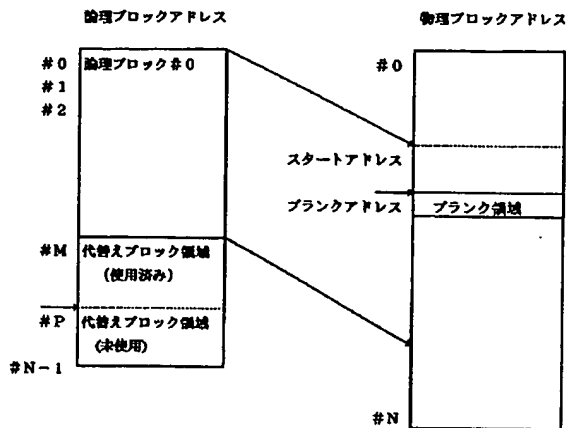 論理ブロックアドレス
#0 論理ブロック#0
#1
#2
#M 代替えブロック領域
(使用済み)
#P 代替えブロック領域
(未使用)
#N-1
物理ブロックアドレス
#0
スタートアドレス
ブランクアドレス ブランク領域
#N